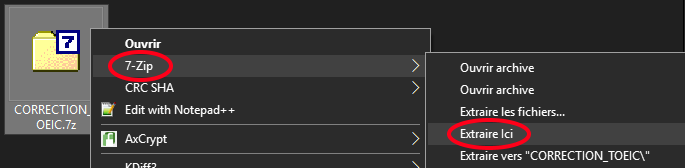 7
CORRECTION_
OEIC.7z
Ouvrir
7-Zip
CRC SHA
Edit with Notepad++
AxCrypt
KDiff3
Ouvrir archive
Ouvrir archive
Extraire les fichiers...
Extraire Ici
Extraire vers "CORRECTION_TOEIC\"